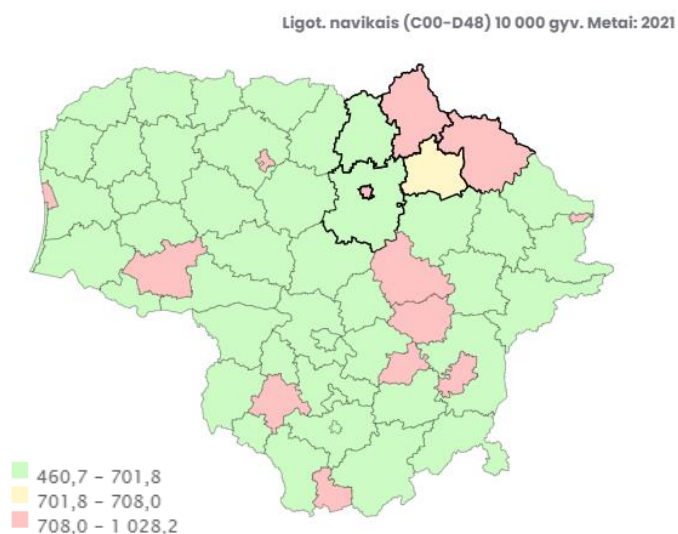 Ligot. navikais (C00-D48) 10 000 gyv. Metai: 2021
460,7 - 701,8
701,8 - 708,0
708,0 - 1 028,2